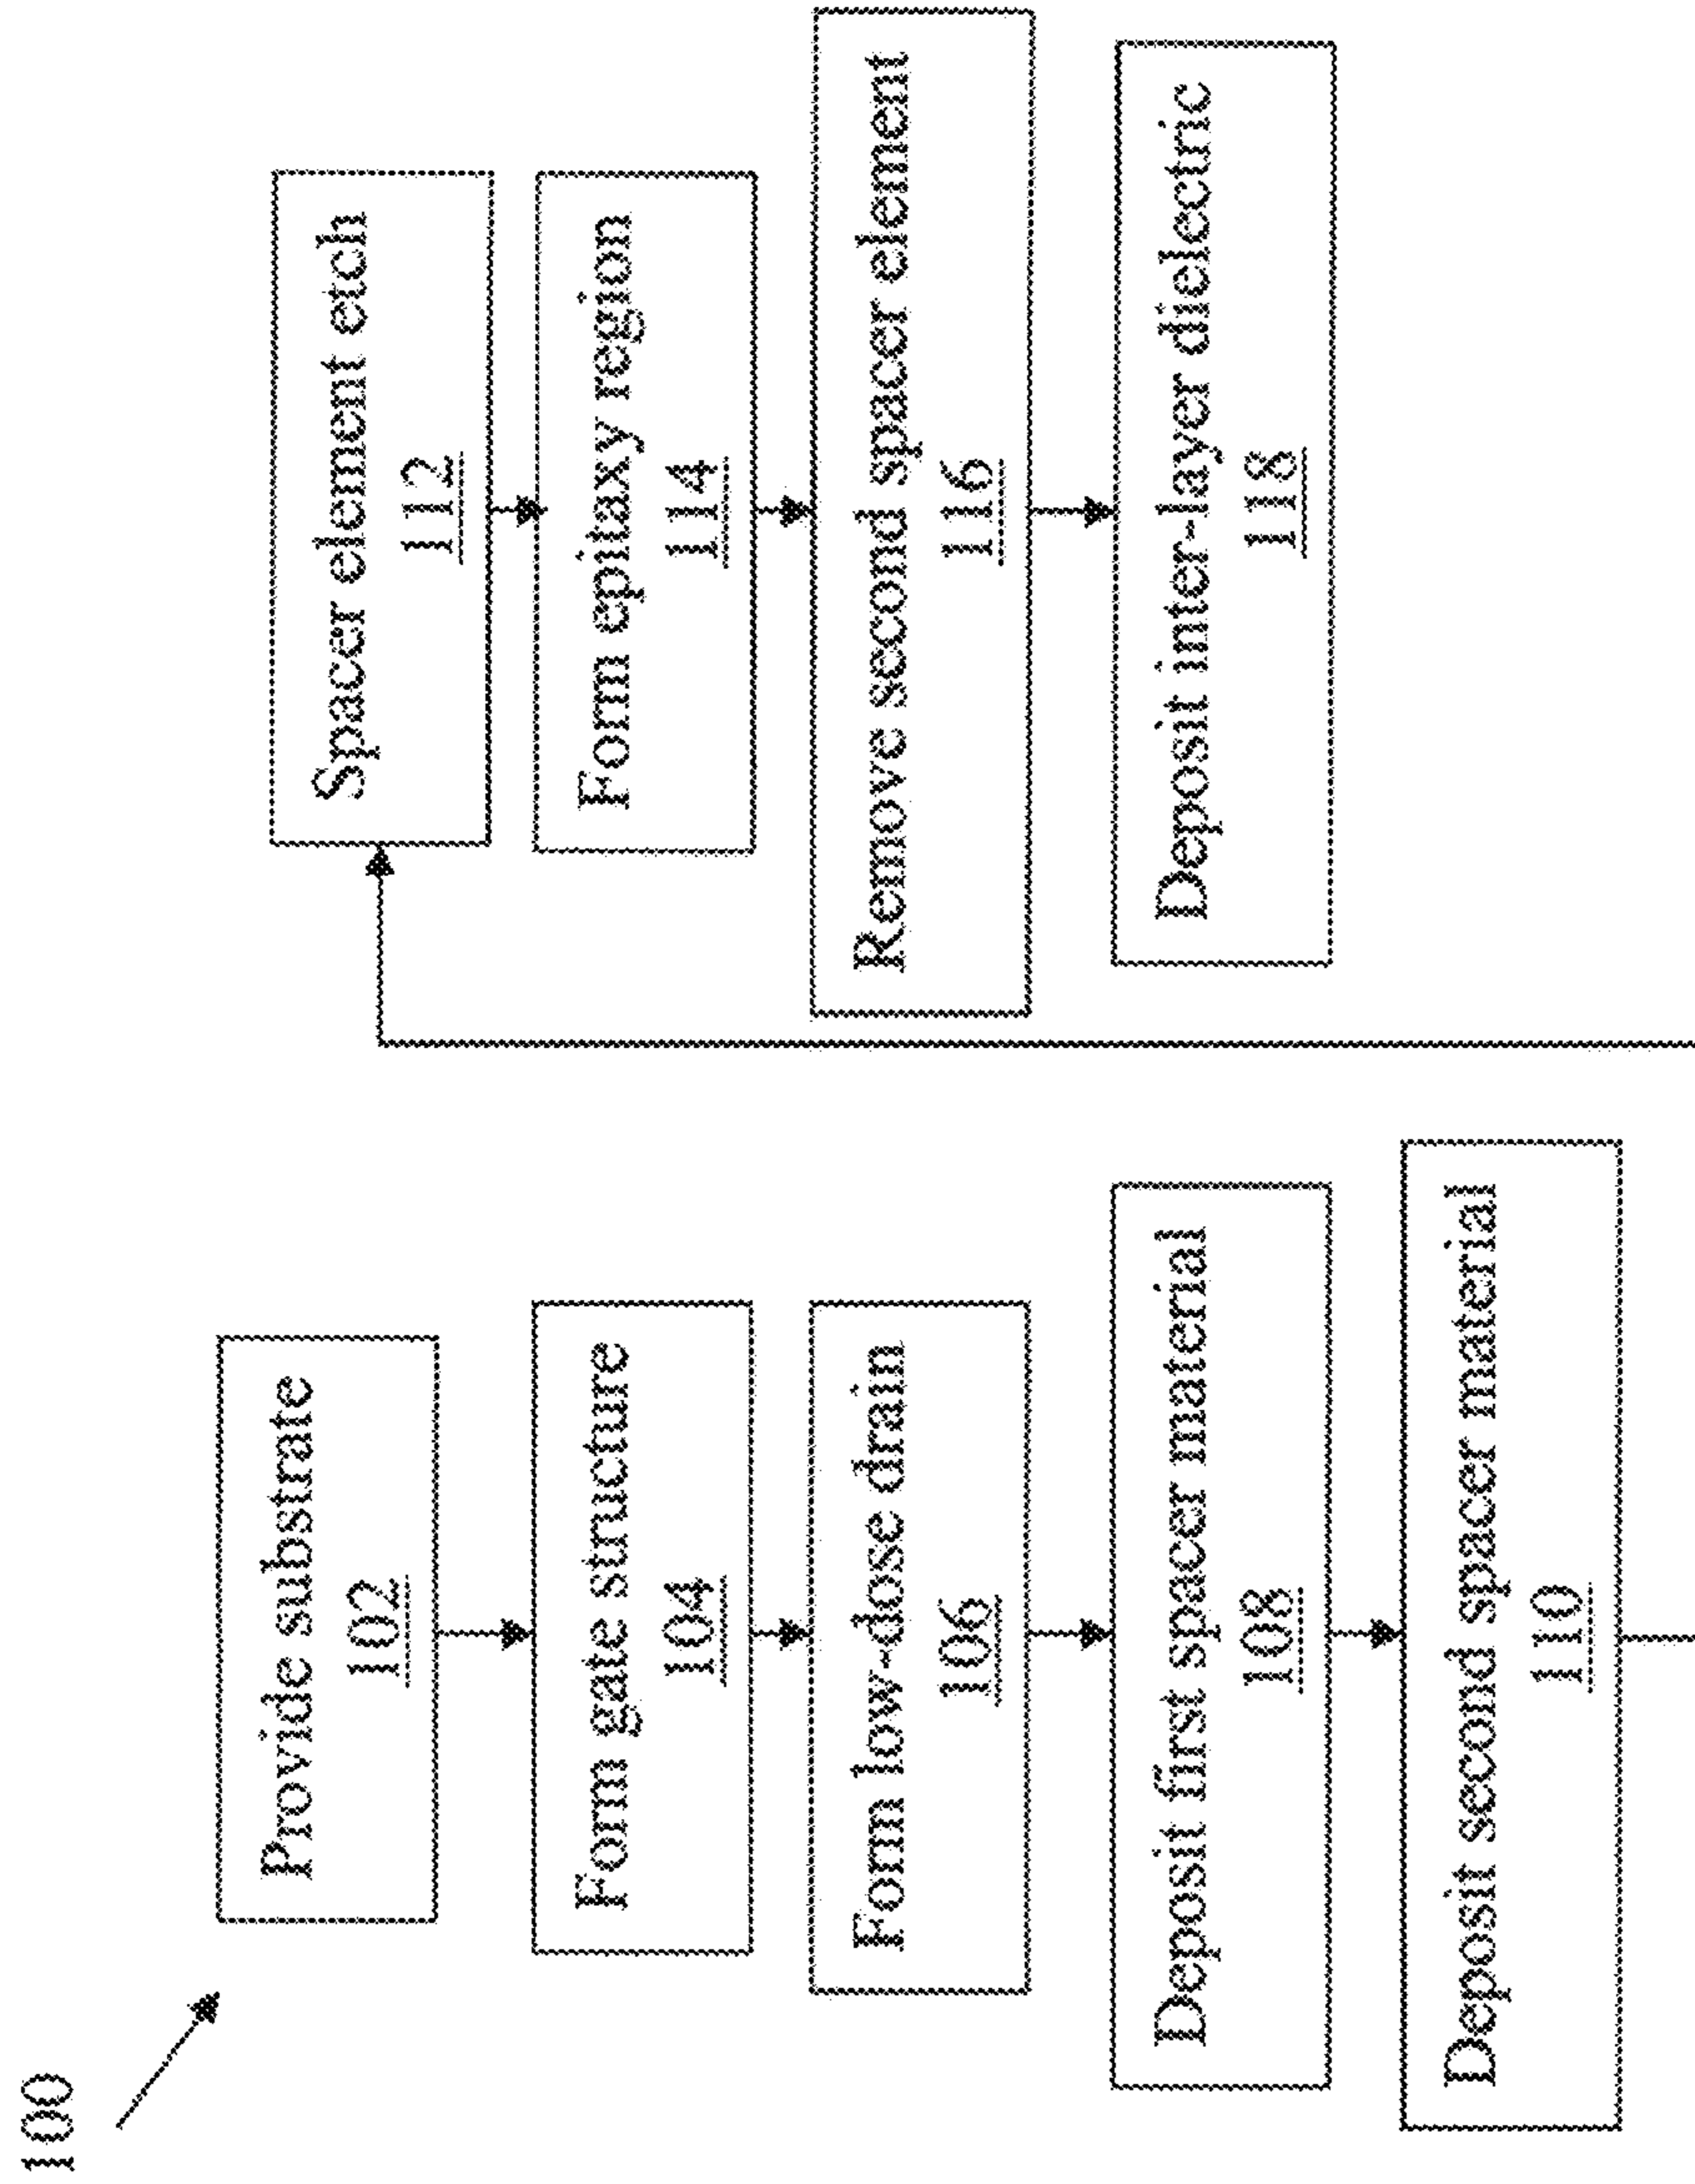 100
Provide substrate
102
Form gate structure
104
Form low-dose drain
106
Deposit first spacer material
108
Deposit second spacer material
110
Spacer element etch
112
Form epitaxy region
114
Remove second spacer element
116
Deposit inter-layer dielectric
118